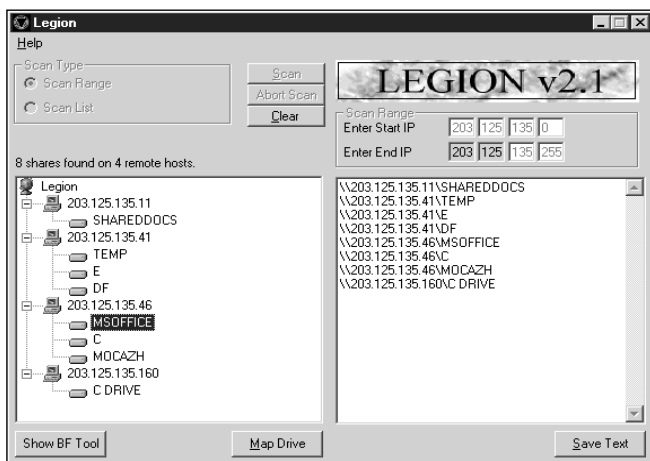 Legion
Help
Scan Type
Scan Range
Scan List
Scan
Abort Scan
Clear
LEGION v2.1
Scan Range
Enter Start IP 203 125 135 0
Enter End IP 203 125 135 255
8 shares found on 4 remote hosts.
Legion
203.125.135.11
SHAREDDOCS
203.125.135.41
TEMP
E
DF
203.125.135.46
MSOFFICE
C
MOCAZH
203.125.135.160
C DRIVE
\\203.125.135.11\SHAREDDOCS
\\203.125.135.41\TEMP
\\203.125.135.41\E
\\203.125.135.41\DF
\\203.125.135.46\MSOFFICE
\\203.125.135.46\C
\\203.125.135.46\MOCAZH
\\203.125.135.160\C DRIVE
Show BF Tool
Map Drive
Save Text